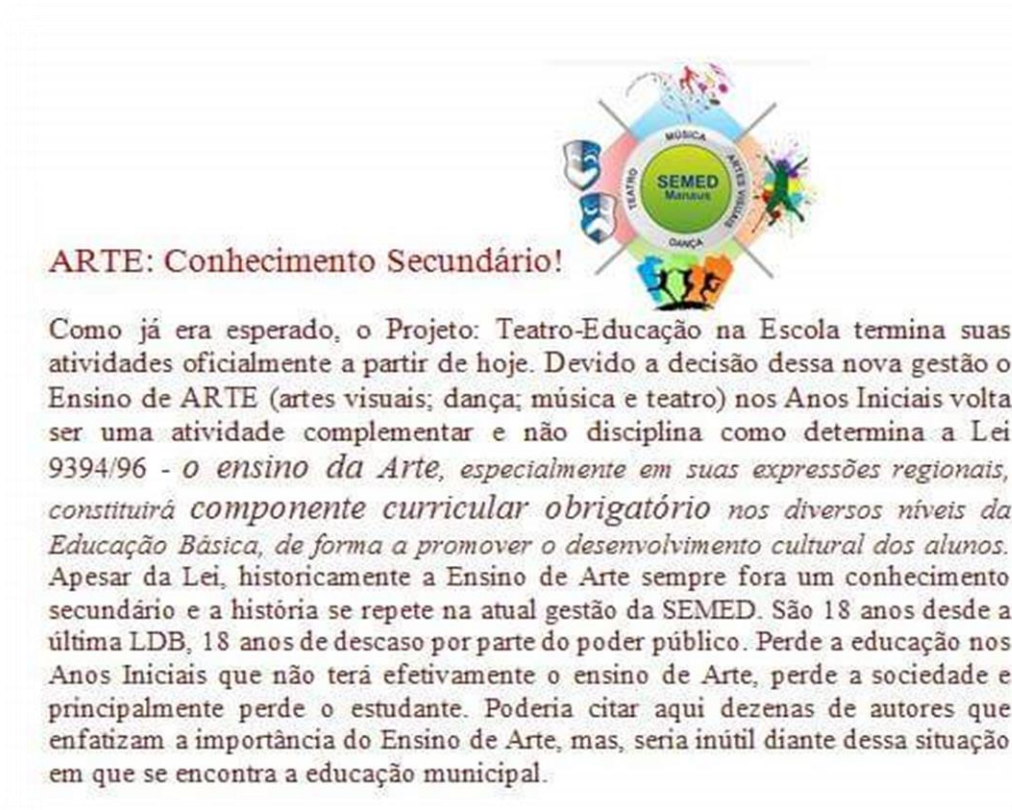 MÚSICA
ARTES VISUAIS
TEATRO
SEMED
Manaus
DANÇA
ARTE: Conhecimento Secundário!
Como já era esperado, o Projeto: Teatro-Educação na Escola termina suas
atividades oficialmente a partir de hoje. Devido a decisão dessa nova gestão o
Ensino de ARTE (artes visuais; dança; música e teatro) nos Anos Iniciais volta
ser uma atividade complementar e não disciplina como determina a Lei
9394/96 - o ensino da Arte, especialmente em suas expressões regionais,
constituirá componente curricular obrigatório nos diversos níveis da
Educação Básica, de forma a promover o desenvolvimento cultural dos alunos.
Apesar da Lei, historicamente a Ensino de Arte sempre fora um conhecimento
secundário e a história se repete na atual gestão da SEMED. São 18 anos desde a
última LDB, 18 anos de descaso por parte do poder público. Perde a educação nos
Anos Iniciais que não terá efetivamente o ensino de Arte, perde a sociedade e
principalmente perde o estudante. Poderia citar aqui dezenas de autores que
enfatizam a importância do Ensino de Arte, mas, seria inútil diante dessa situação
em que se encontra a educação municipal.